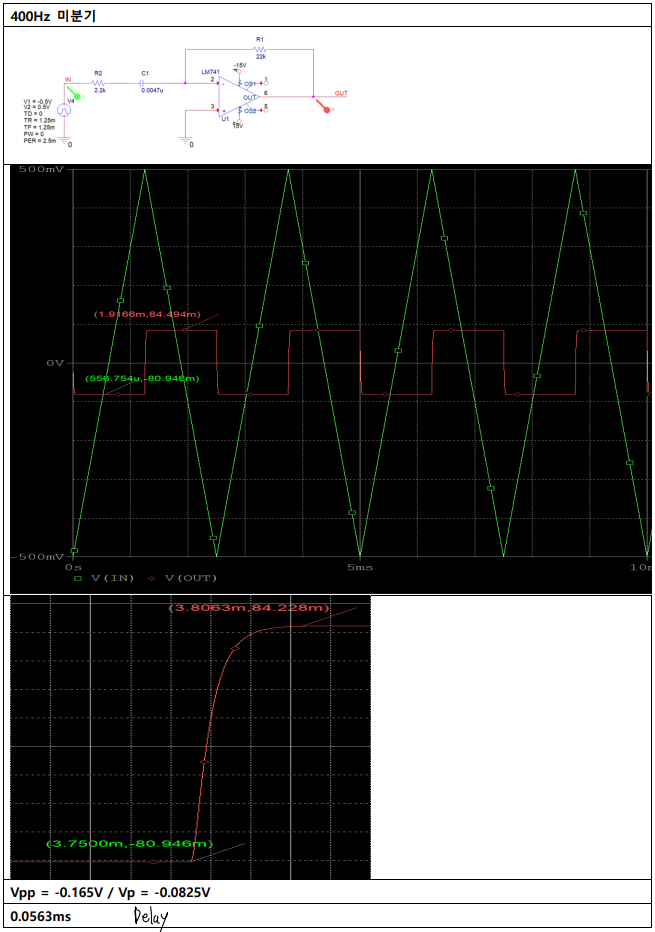 400Hz 미분기
R1
22k
-15V
IN
R2
2.2k
C1
0.0047u
LM741
4
2
-
OS1
1
OUT
6
OUT
3
+
OS2
5
U1
7
15V
V
V
V4
V1 = -0.5V
V2 = 0.5V
TD = 0
TR = 1.25m
TF = 1.25m
PW = 0
PER = 2.5m
0
0
500mV
(1.9166m,84.494m)
0V
(556.754u,-80.946m)
-500mV
0s
5ms
10m
V(IN)
V(OUT)
(3.8063m,84.228m)
(3.7500m,-80.946m)
Vpp = -0.165V / Vp = -0.0825V
0.0563ms
Delay